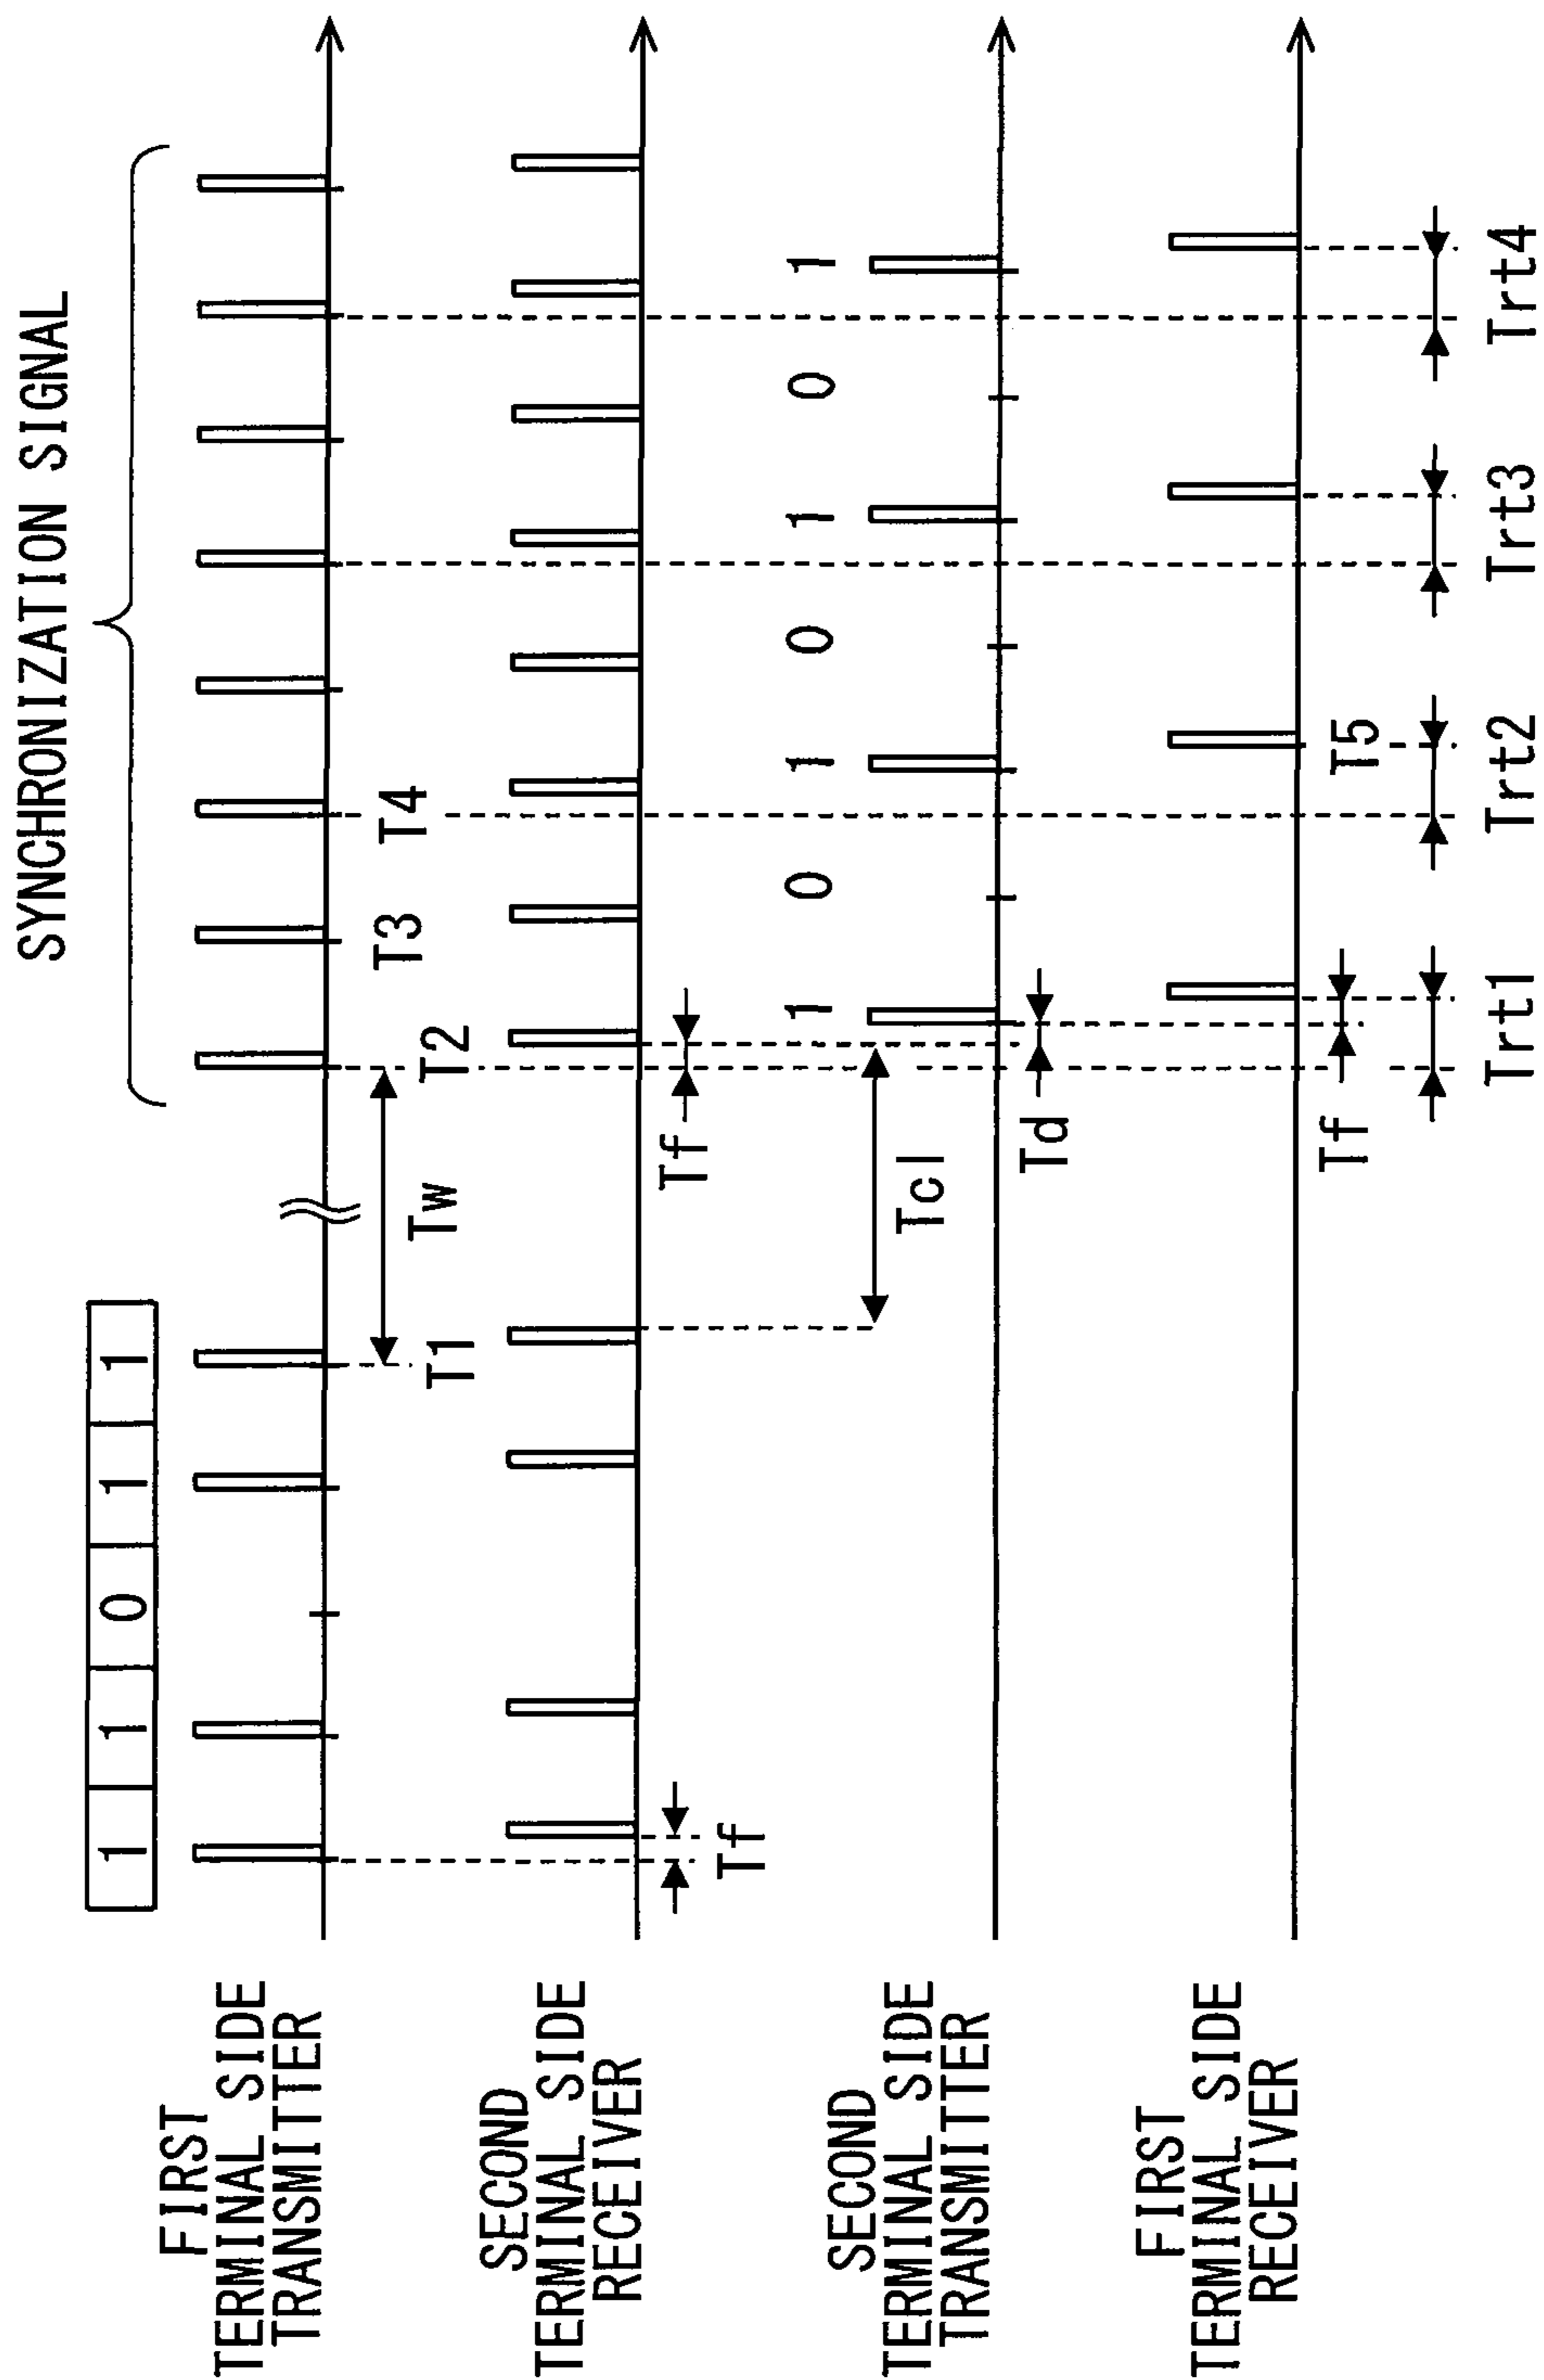 SYNCHRONIZATION SIGNAL
1 1 0 1 1
FIRST
TERMINAL SIDE
TRANSMITTER
T1
Tw
T2
T3
T4
SECOND
TERMINAL SIDE
RECEIVER
Tf
Tf
1 0 1 0 1 0 1
Tcl
SECOND
TERMINAL SIDE
TRANSMITTER
Td
FIRST
TERMINAL SIDE
RECEIVER
Tf
T5
Trt1
Trt2
Trt3
Trt4